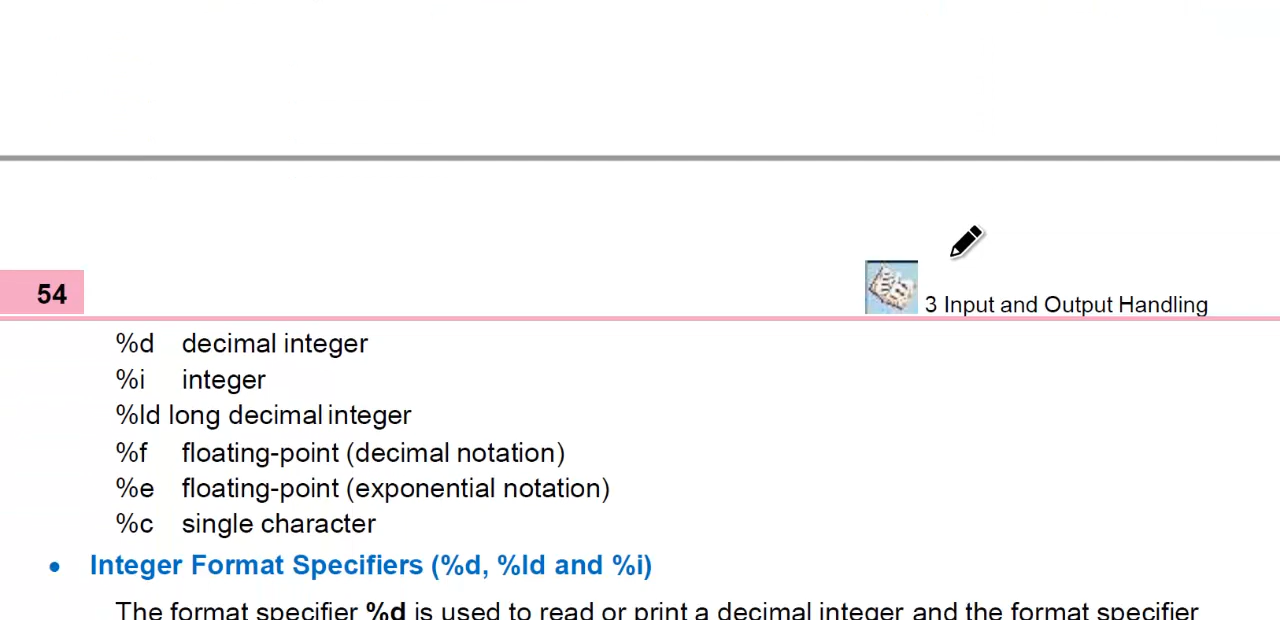 54
3 Input and Output Handling
%d decimal integer
%i integer
%ld long decimal integer
%f floating-point (decimal notation)
%e floating-point (exponential notation)
%c single character
• Integer Format Specifiers (%d, %ld and %i)
The format specifier %d is used to read or print a decimal integer and the format specifier